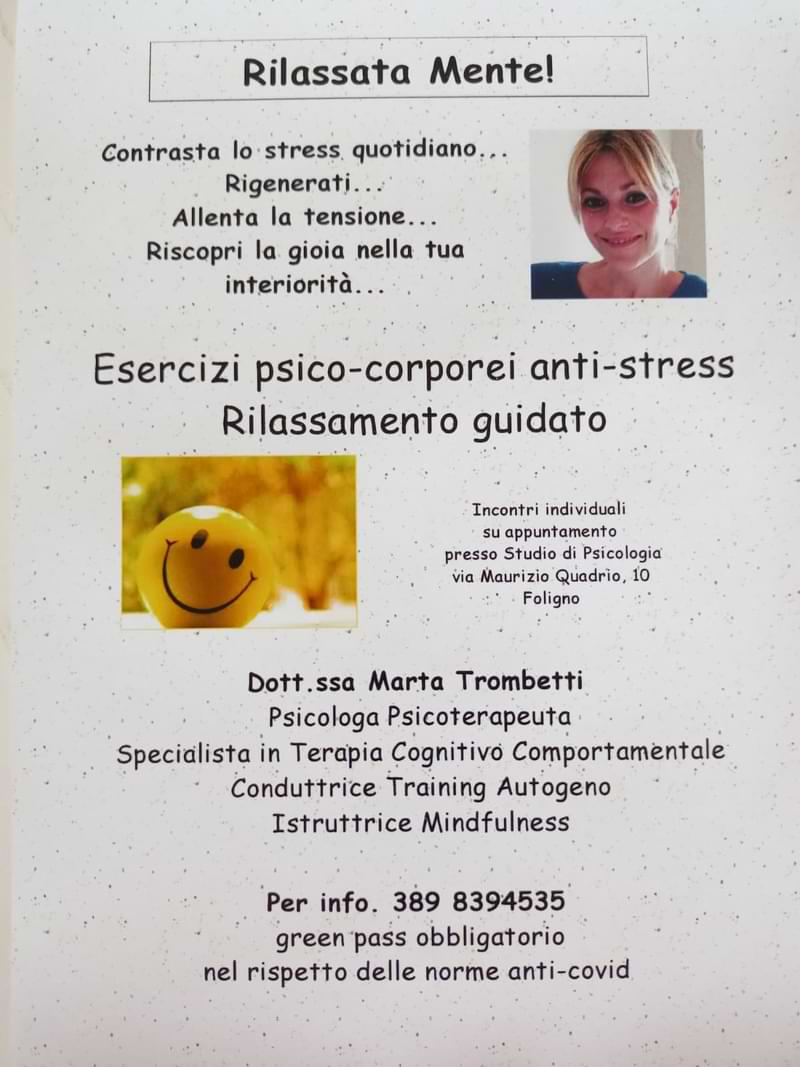 Rilassata Mente!
Contrasta lo stress quotidiano...
Rigenerati...
Allenta la tensione...
Riscopri la gioia nella tua
interiorità...
Esercizi psico-corporei anti-stress
Rilassamento guidato
Incontri individuali
su appuntamento
presso Studio di Psicologia
via Maurizio Quadrio, 10
Foligno
Dott.ssa Marta Trombetti
Psicologa Psicoterapeuta
Specialista in Terapia Cognitivo Comportamentale
Conduttrice Training Autogeno
Istruttrice Mindfulness
Per info. 389 8394535
green pass obbligatorio
nel rispetto delle norme anti-covid